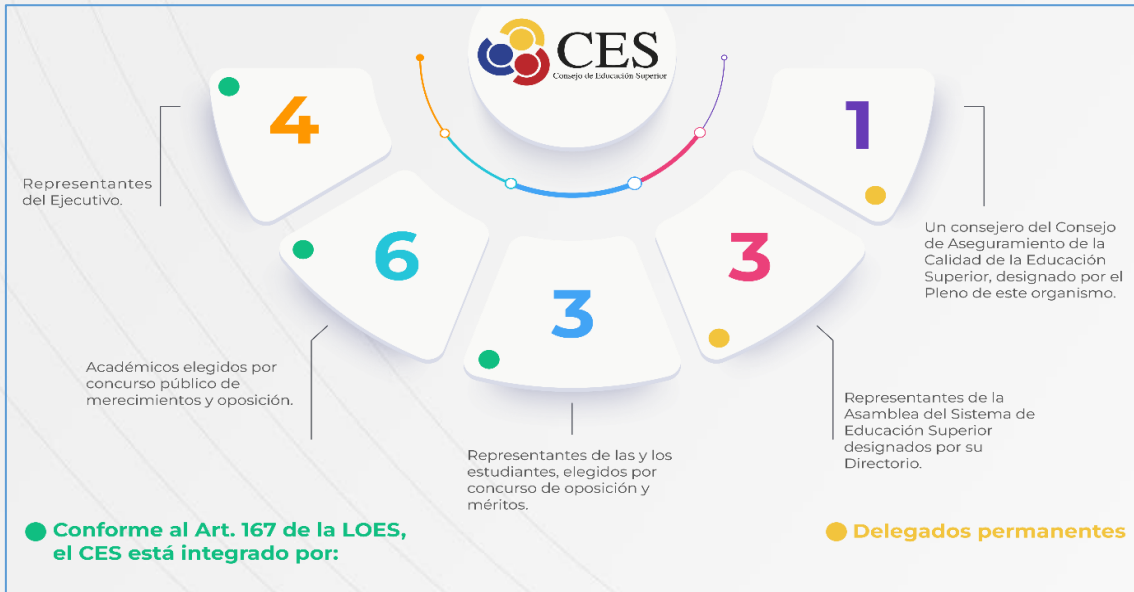 CES
Consejo de Educación Superior
4
Representantes
del Ejecutivo.
6
Académicos elegidos por
concurso público de
merecimientos y oposición.
3
Representantes de las y los
estudiantes, elegidos por
concurso de oposición y
méritos.
3
Representantes de la
Asamblea del Sistema de
Educación Superior
designados por su
Directorio.
1
Un consejero del Consejo
de Aseguramiento de la
Calidad de la Educación
Superior, designado por el
Pleno de este organismo.
Conforme al Art. 167 de la LOES,
el CES está integrado por:
Delegados permanentes